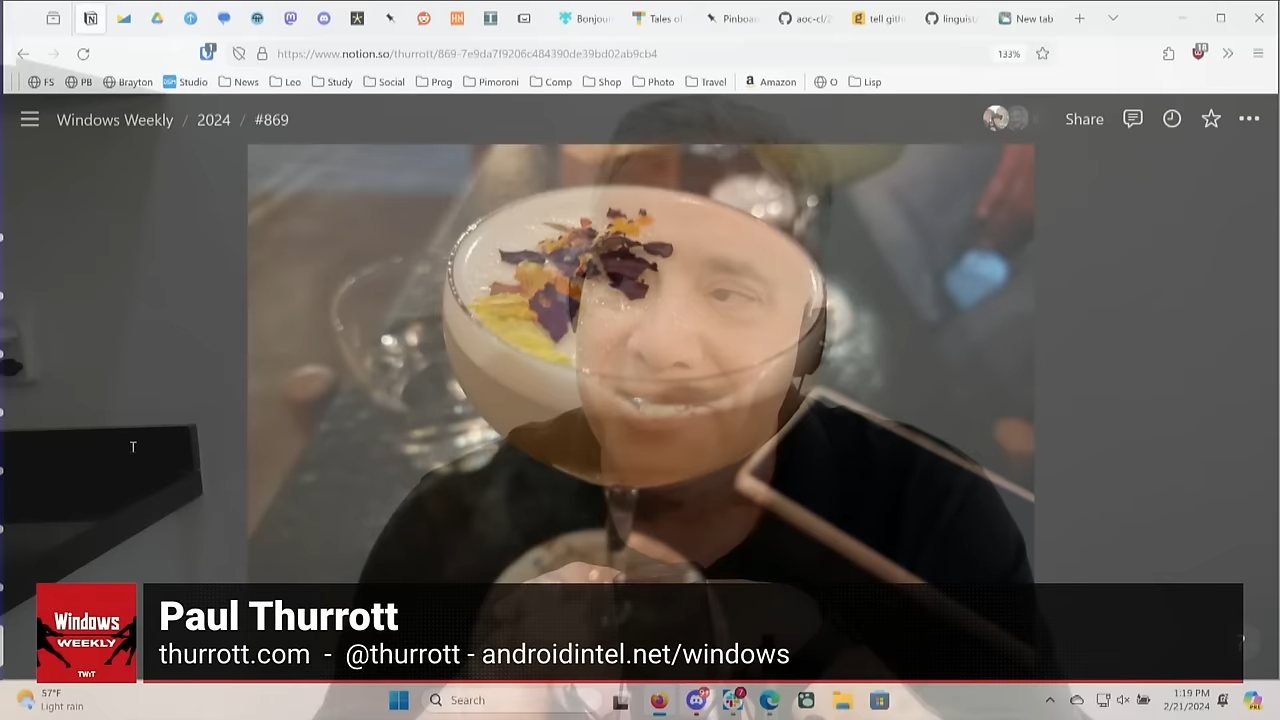 Bonjou
Tales of
Pinboa
aoc-cl/
tell gith
linguist
New tab
https://www.notion.so/thurrott/869-7e9da7f9206c484390de39bd02ab9cb4
133%
FS
PB
Brayton
Studio
News
Leo
Study
Social
Prog
Pimoroni
Comp
Shop
Photo
Travel
a Amazon
O
Lisp
Windows Weekly / 2024 / #869
Share
T
Windows
WEEKLY
TWiT
Paul Thurrott
thurrott.com - @thurrott - androidintel.net/windows
57°F
Light rain
Search
1:19 PM
2/21/2024